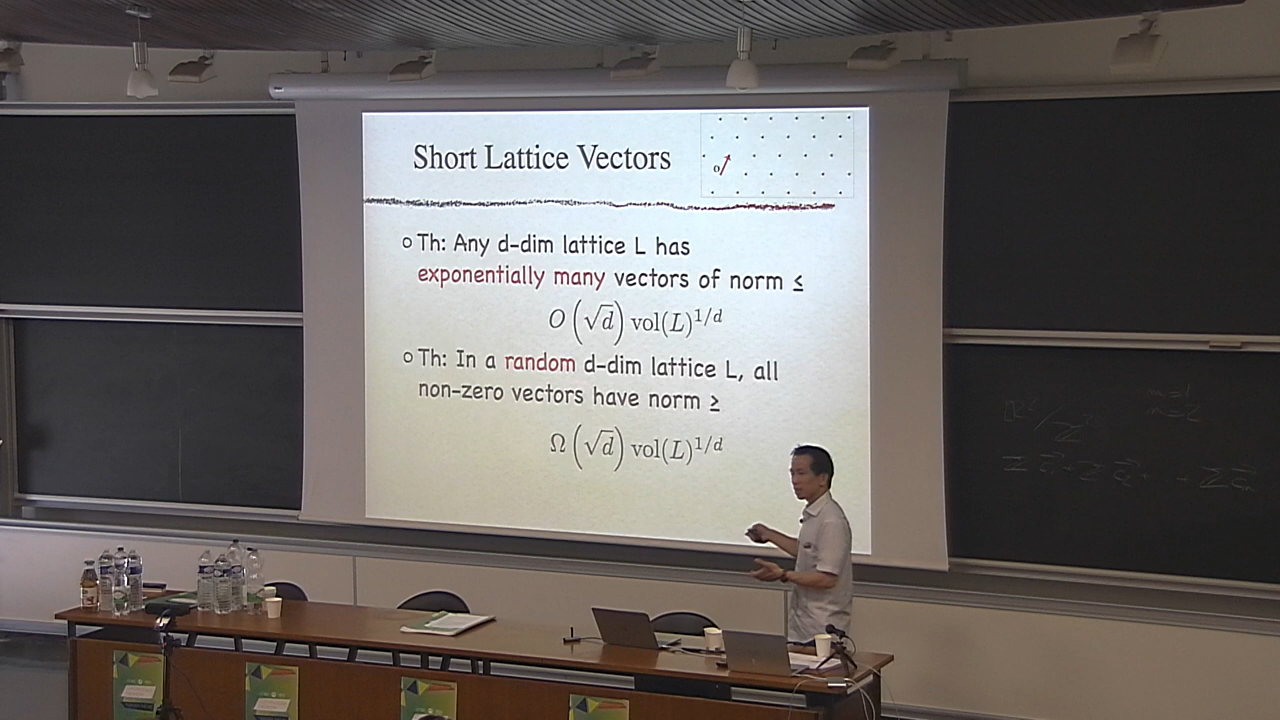 Short Lattice Vectors
o
○ Th: Any d-dim lattice L has
exponentially many vectors of norm ≤
O(√d) vol(L)^{1/d}
○ Th: In a random d-dim lattice L, all
non-zero vectors have norm ≥
Ω(√d) vol(L)^{1/d}